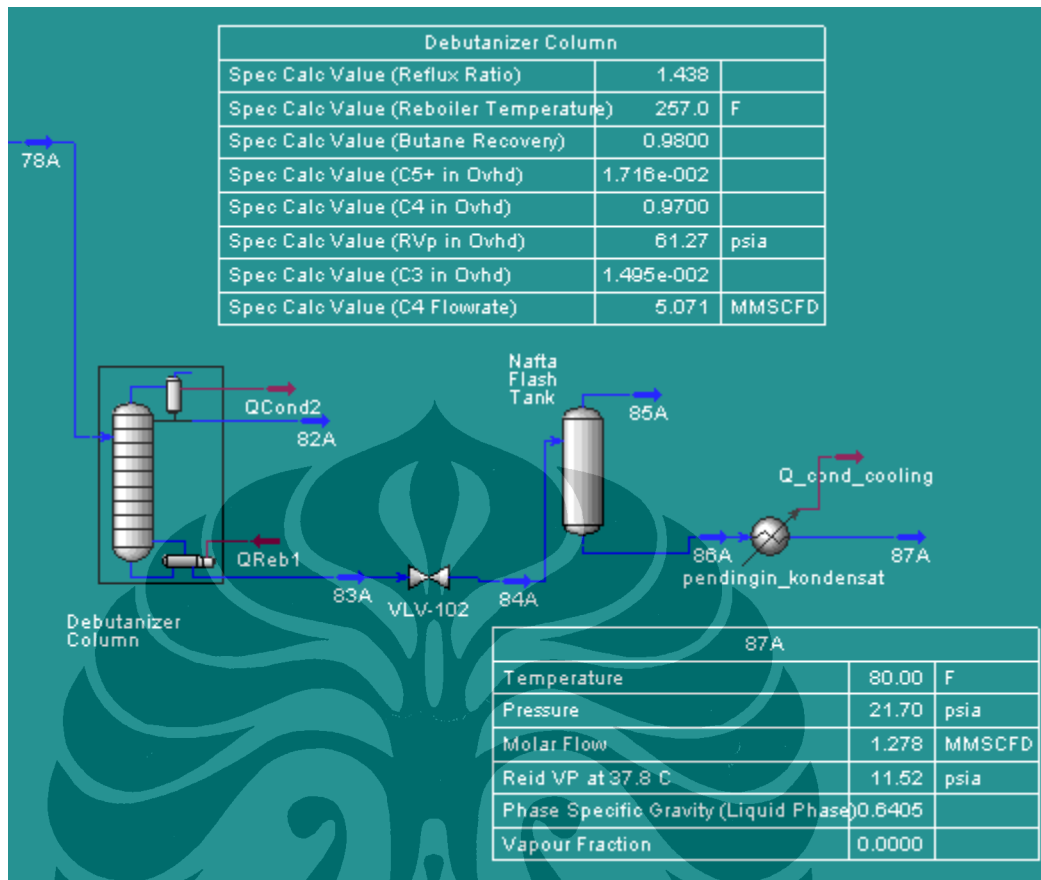 Debutanizer Column
Spec Calc Value (Reflux Ratio) 1.438
Spec Calc Value (Reboiler Temperature) 257.0 F
Spec Calc Value (Butane Recovery) 0.9800
Spec Calc Value (C5+ in Ovhd) 1.716e-002
Spec Calc Value (C4 in Ovhd) 0.9700
Spec Calc Value (RVp in Ovhd) 61.27 psia
Spec Calc Value (C3 in Ovhd) 1.495e-002
Spec Calc Value (C4 Flowrate) 5.071 MMSCFD
78A
Nafta
Flash
Tank
QCond2
82A
85A
Q_cond_cooling
QReb1
83A
VLV-102
84A
86A
87A
pendingin_kondensat
Debutanizer
Column
87A
Temperature 80.00 F
Pressure 21.70 psia
Molar Flow 1.278 MMSCFD
Reid VP at 37.8 C 11.52 psia
Phase Specific Gravity (Liquid Phase) 0.6405
Vapour Fraction 0.0000